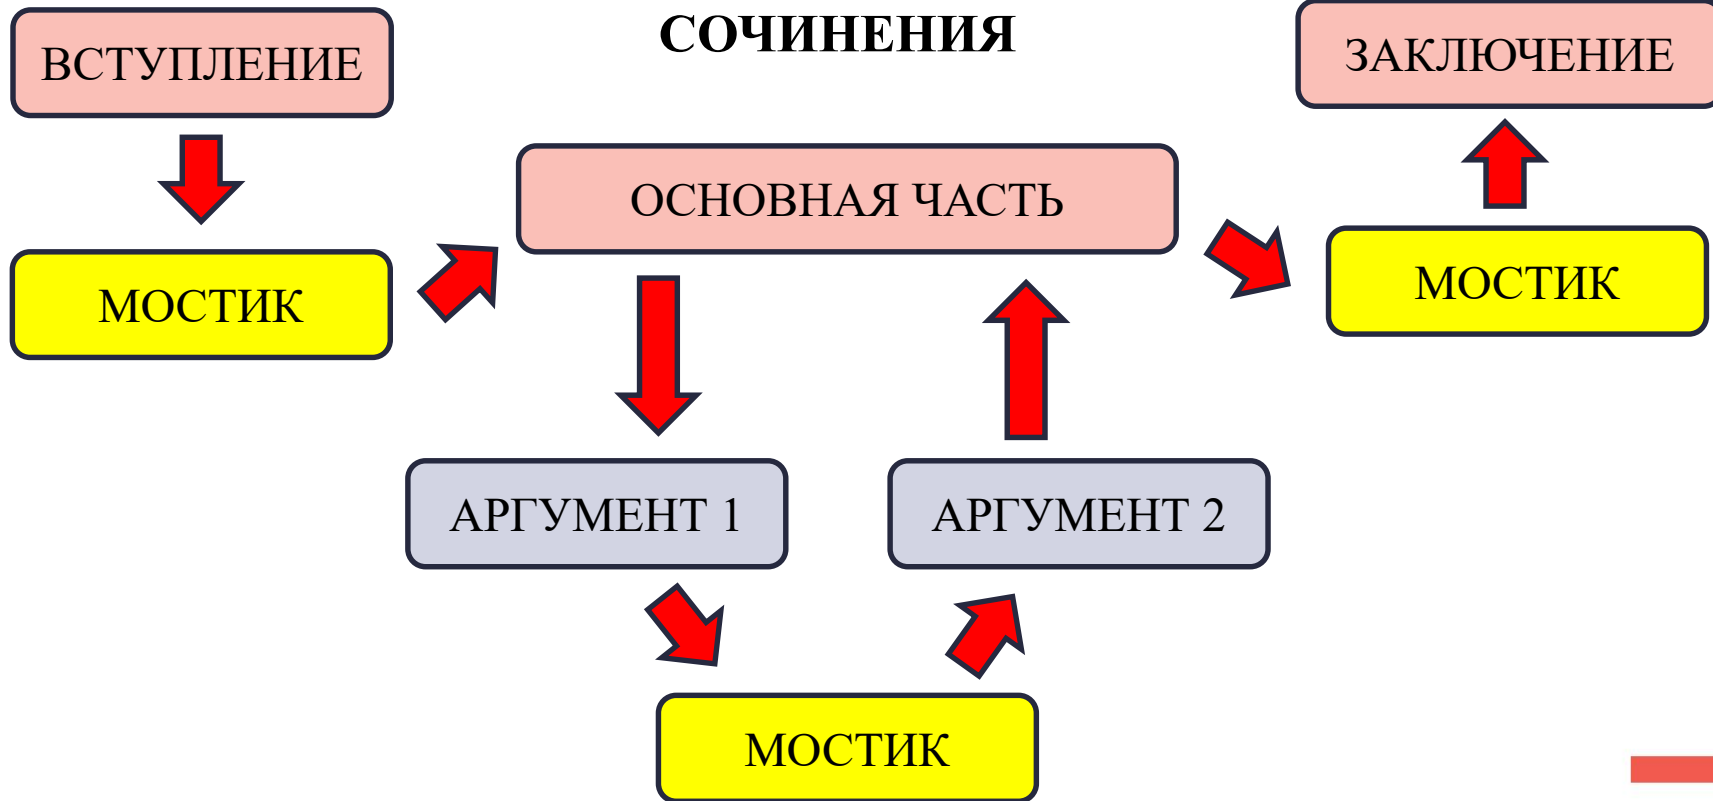 СОЧИНЕНИЯ
ВСТУПЛЕНИЕ
ЗАКЛЮЧЕНИЕ
ОСНОВНАЯ ЧАСТЬ
МОСТИК
МОСТИК
АРГУМЕНТ 1
АРГУМЕНТ 2
МОСТИК